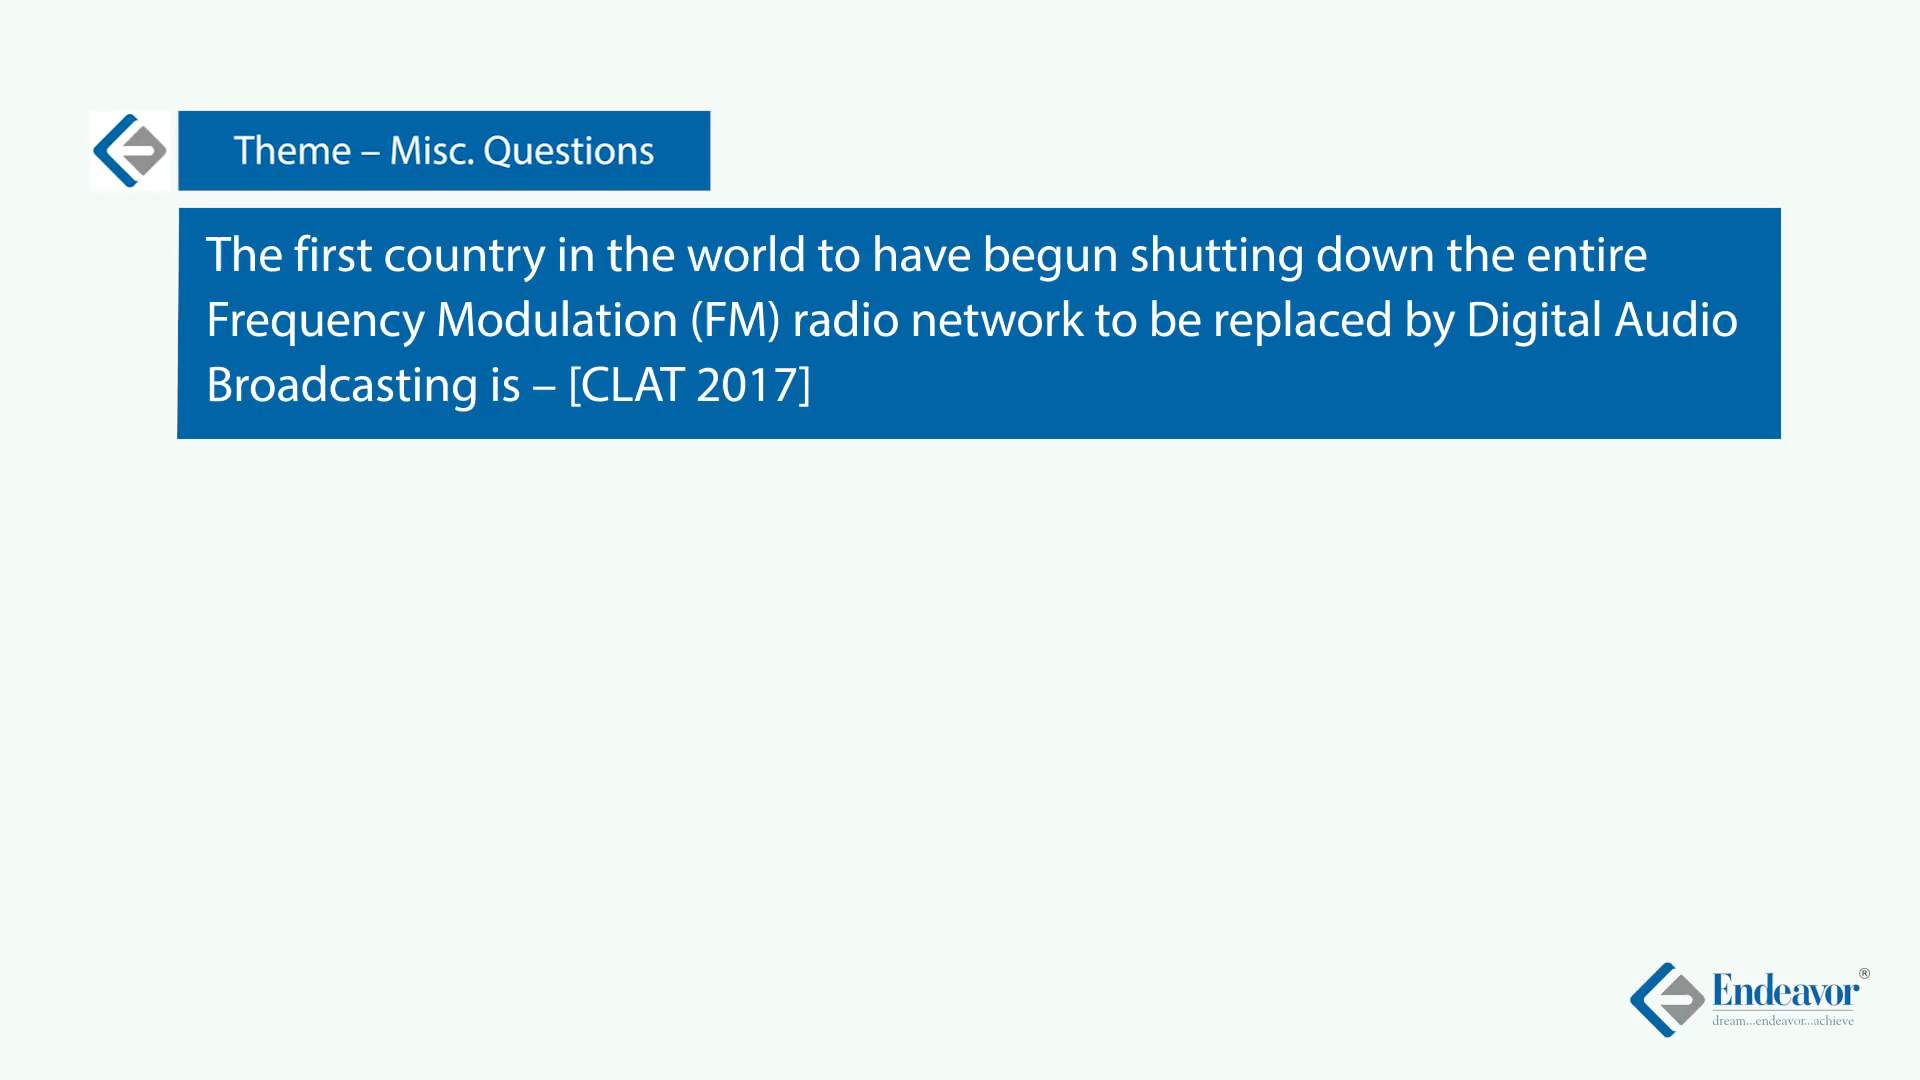 Theme – Misc. Questions
The first country in the world to have begun shutting down the entire
Frequency Modulation (FM) radio network to be replaced by Digital Audio
Broadcasting is – [CLAT 2017]
Endeavor®
dream...endeavor...achieve